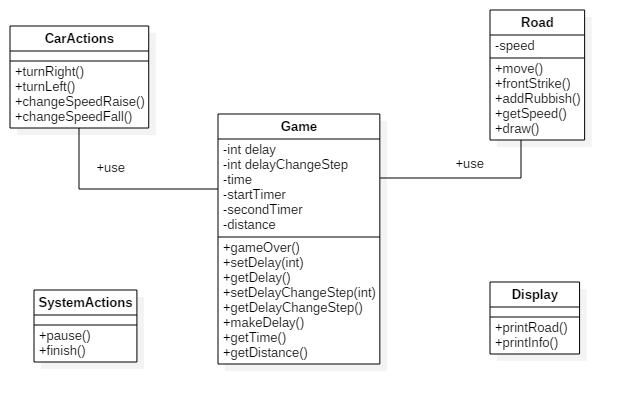 CarActions
+turnRight()
+turnLeft()
+changeSpeedRaise()
+changeSpeedFall()
Road
-speed
+move()
+frontStrike()
+addRubbish()
+getSpeed()
+draw()
+use
+use
Game
-int delay
-int delayChangeStep
-time
-startTimer
-secondTimer
-distance
+gameOver()
+setDelay(int)
+getDelay()
+setDelayChangeStep(int)
+getDelayChangeStep()
+makeDelay()
+getTime()
+getDistance()
SystemActions
+pause()
+finish()
Display
+printRoad()
+printInfo()